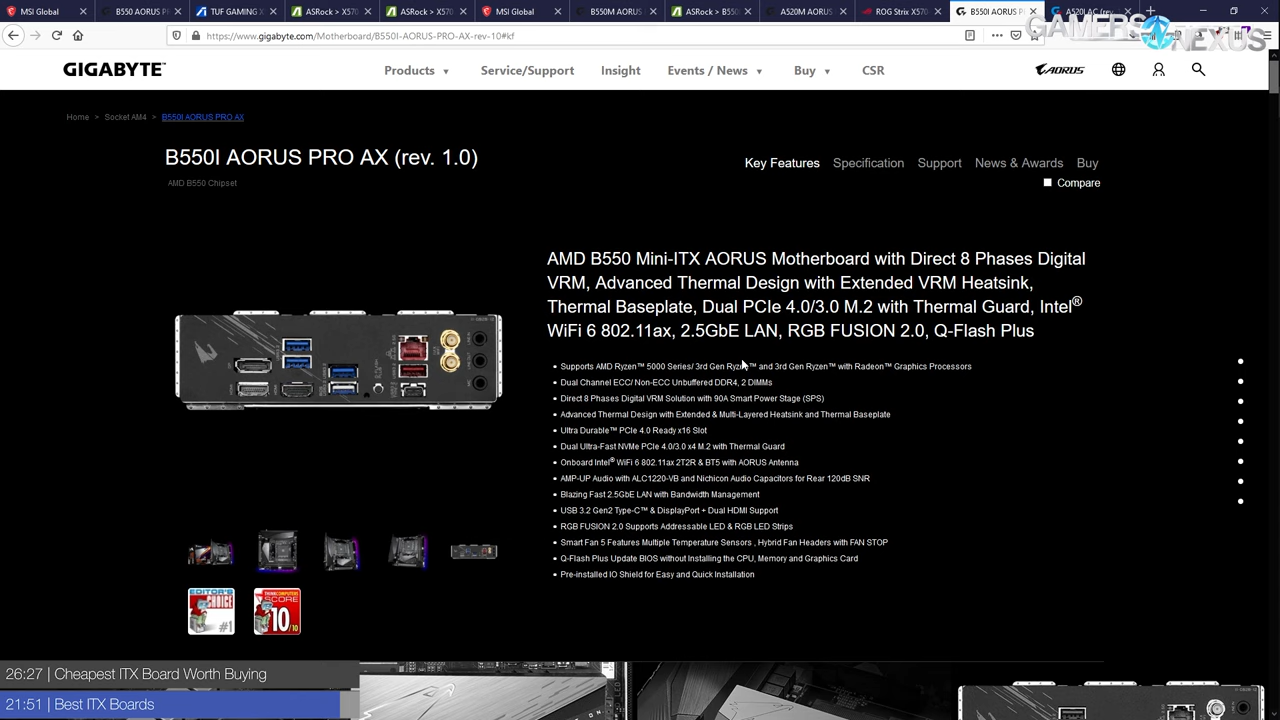 MSI Global
B550 AORUS P
TUF GAMING X
ASRock > X570
ASRock > X570
MSI Global
B550M AORUS
ASRock > B550
A520M AORUS
ROG Strix X570-
B550I AORUS P
A520I AC (rev.
GAMERS NEXUS
https://www.gigabyte.com/Motherboard/B550I-AORUS-PRO-AX-rev-10#kf
GIGABYTE™
Products
Service/Support
Insight
Events / News
Buy
CSR
AORUS
Home > Socket AM4 > B550I AORUS PRO AX
B550I AORUS PRO AX (rev. 1.0)
AMD B550 Chipset
Key Features
Specification
Support
News & Awards
Buy
Compare
AMD B550 Mini-ITX AORUS Motherboard with Direct 8 Phases Digital
VRM, Advanced Thermal Design with Extended VRM Heatsink,
Thermal Baseplate, Dual PCIe 4.0/3.0 M.2 with Thermal Guard, Intel®
WiFi 6 802.11ax, 2.5GbE LAN, RGB FUSION 2.0, Q-Flash Plus
Supports AMD Ryzen™ 5000 Series/ 3rd Gen Ryzen™ and 3rd Gen Ryzen™ with Radeon™ Graphics Processors
Dual Channel ECC/ Non-ECC Unbuffered DDR4, 2 DIMMs
Direct 8 Phases Digital VRM Solution with 90A Smart Power Stage (SPS)
Advanced Thermal Design with Extended & Multi-Layered Heatsink and Thermal Baseplate
Ultra Durable™ PCIe 4.0 Ready x16 Slot
Dual Ultra-Fast NVMe PCIe 4.0/3.0 x4 M.2 with Thermal Guard
Onboard Intel® WiFi 6 802.11ax 2T2R & BT5 with AORUS Antenna
AMP-UP Audio with ALC1220-VB and Nichicon Audio Capacitors for Rear 120dB SNR
Blazing Fast 2.5GbE LAN with Bandwidth Management
USB 3.2 Gen2 Type-C™ & DisplayPort + Dual HDMI Support
RGB FUSION 2.0 Supports Addressable LED & RGB LED Strips
Smart Fan 5 Features Multiple Temperature Sensors , Hybrid Fan Headers with FAN STOP
Q-Flash Plus Update BIOS without Installing the CPU, Memory and Graphics Card
Pre-installed IO Shield for Easy and Quick Installation
EDITOR'S
CHOICE
#1
THINKCOMPUTERS
SCORE
10/10
26:27 | Cheapest ITX Board Worth Buying
21:51 | Best ITX Boards